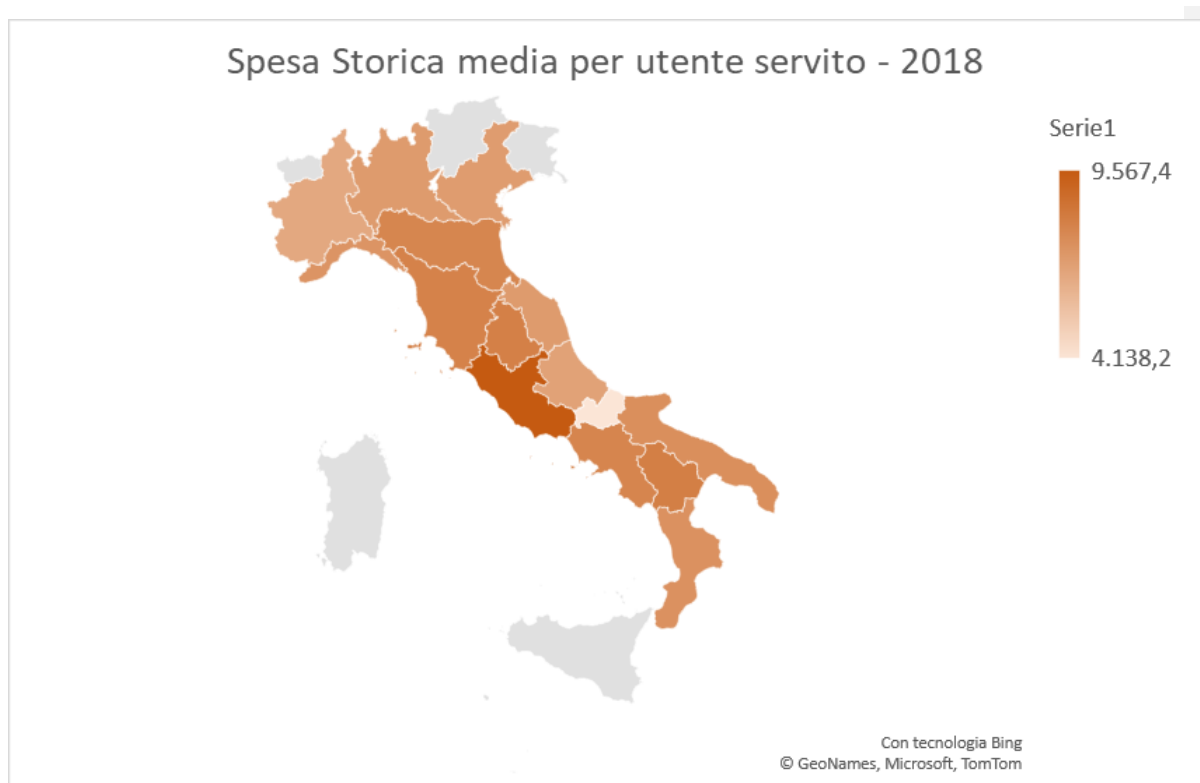 Spesa Storica media per utente servito - 2018
Serie1
9.567,4
4.138,2
Con tecnologia Bing
© GeoNames, Microsoft, TomTom